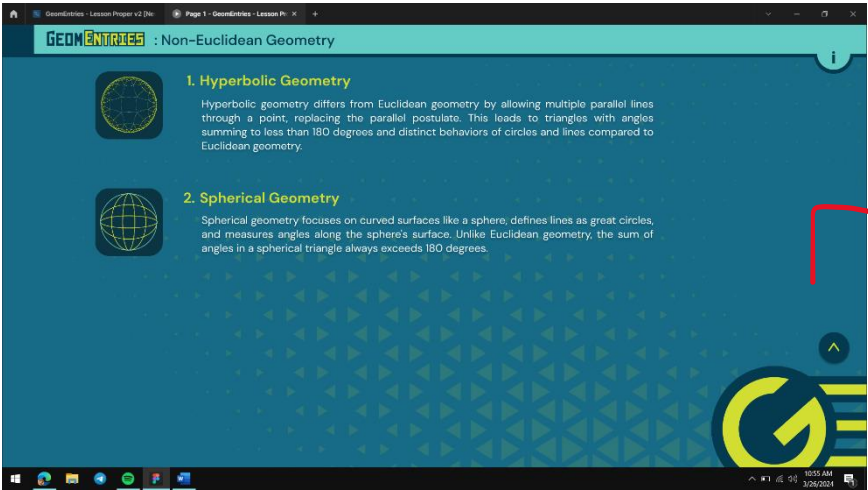 GeomEntries - Lesson Proper v2 [Ne
Page 1 - GeomEntries - Lesson Pr
GEOMENTRIES : Non-Euclidean Geometry
i
1. Hyperbolic Geometry
Hyperbolic geometry differs from Euclidean geometry by allowing multiple parallel lines
through a point, replacing the parallel postulate. This leads to triangles with angles
summing to less than 180 degrees and distinct behaviors of circles and lines compared to
Euclidean geometry.
2. Spherical Geometry
Spherical geometry focuses on curved surfaces like a sphere, defines lines as great circles,
and measures angles along the sphere's surface. Unlike Euclidean geometry, the sum of
angles in a spherical triangle always exceeds 180 degrees.
10:55 AM
3/26/2024